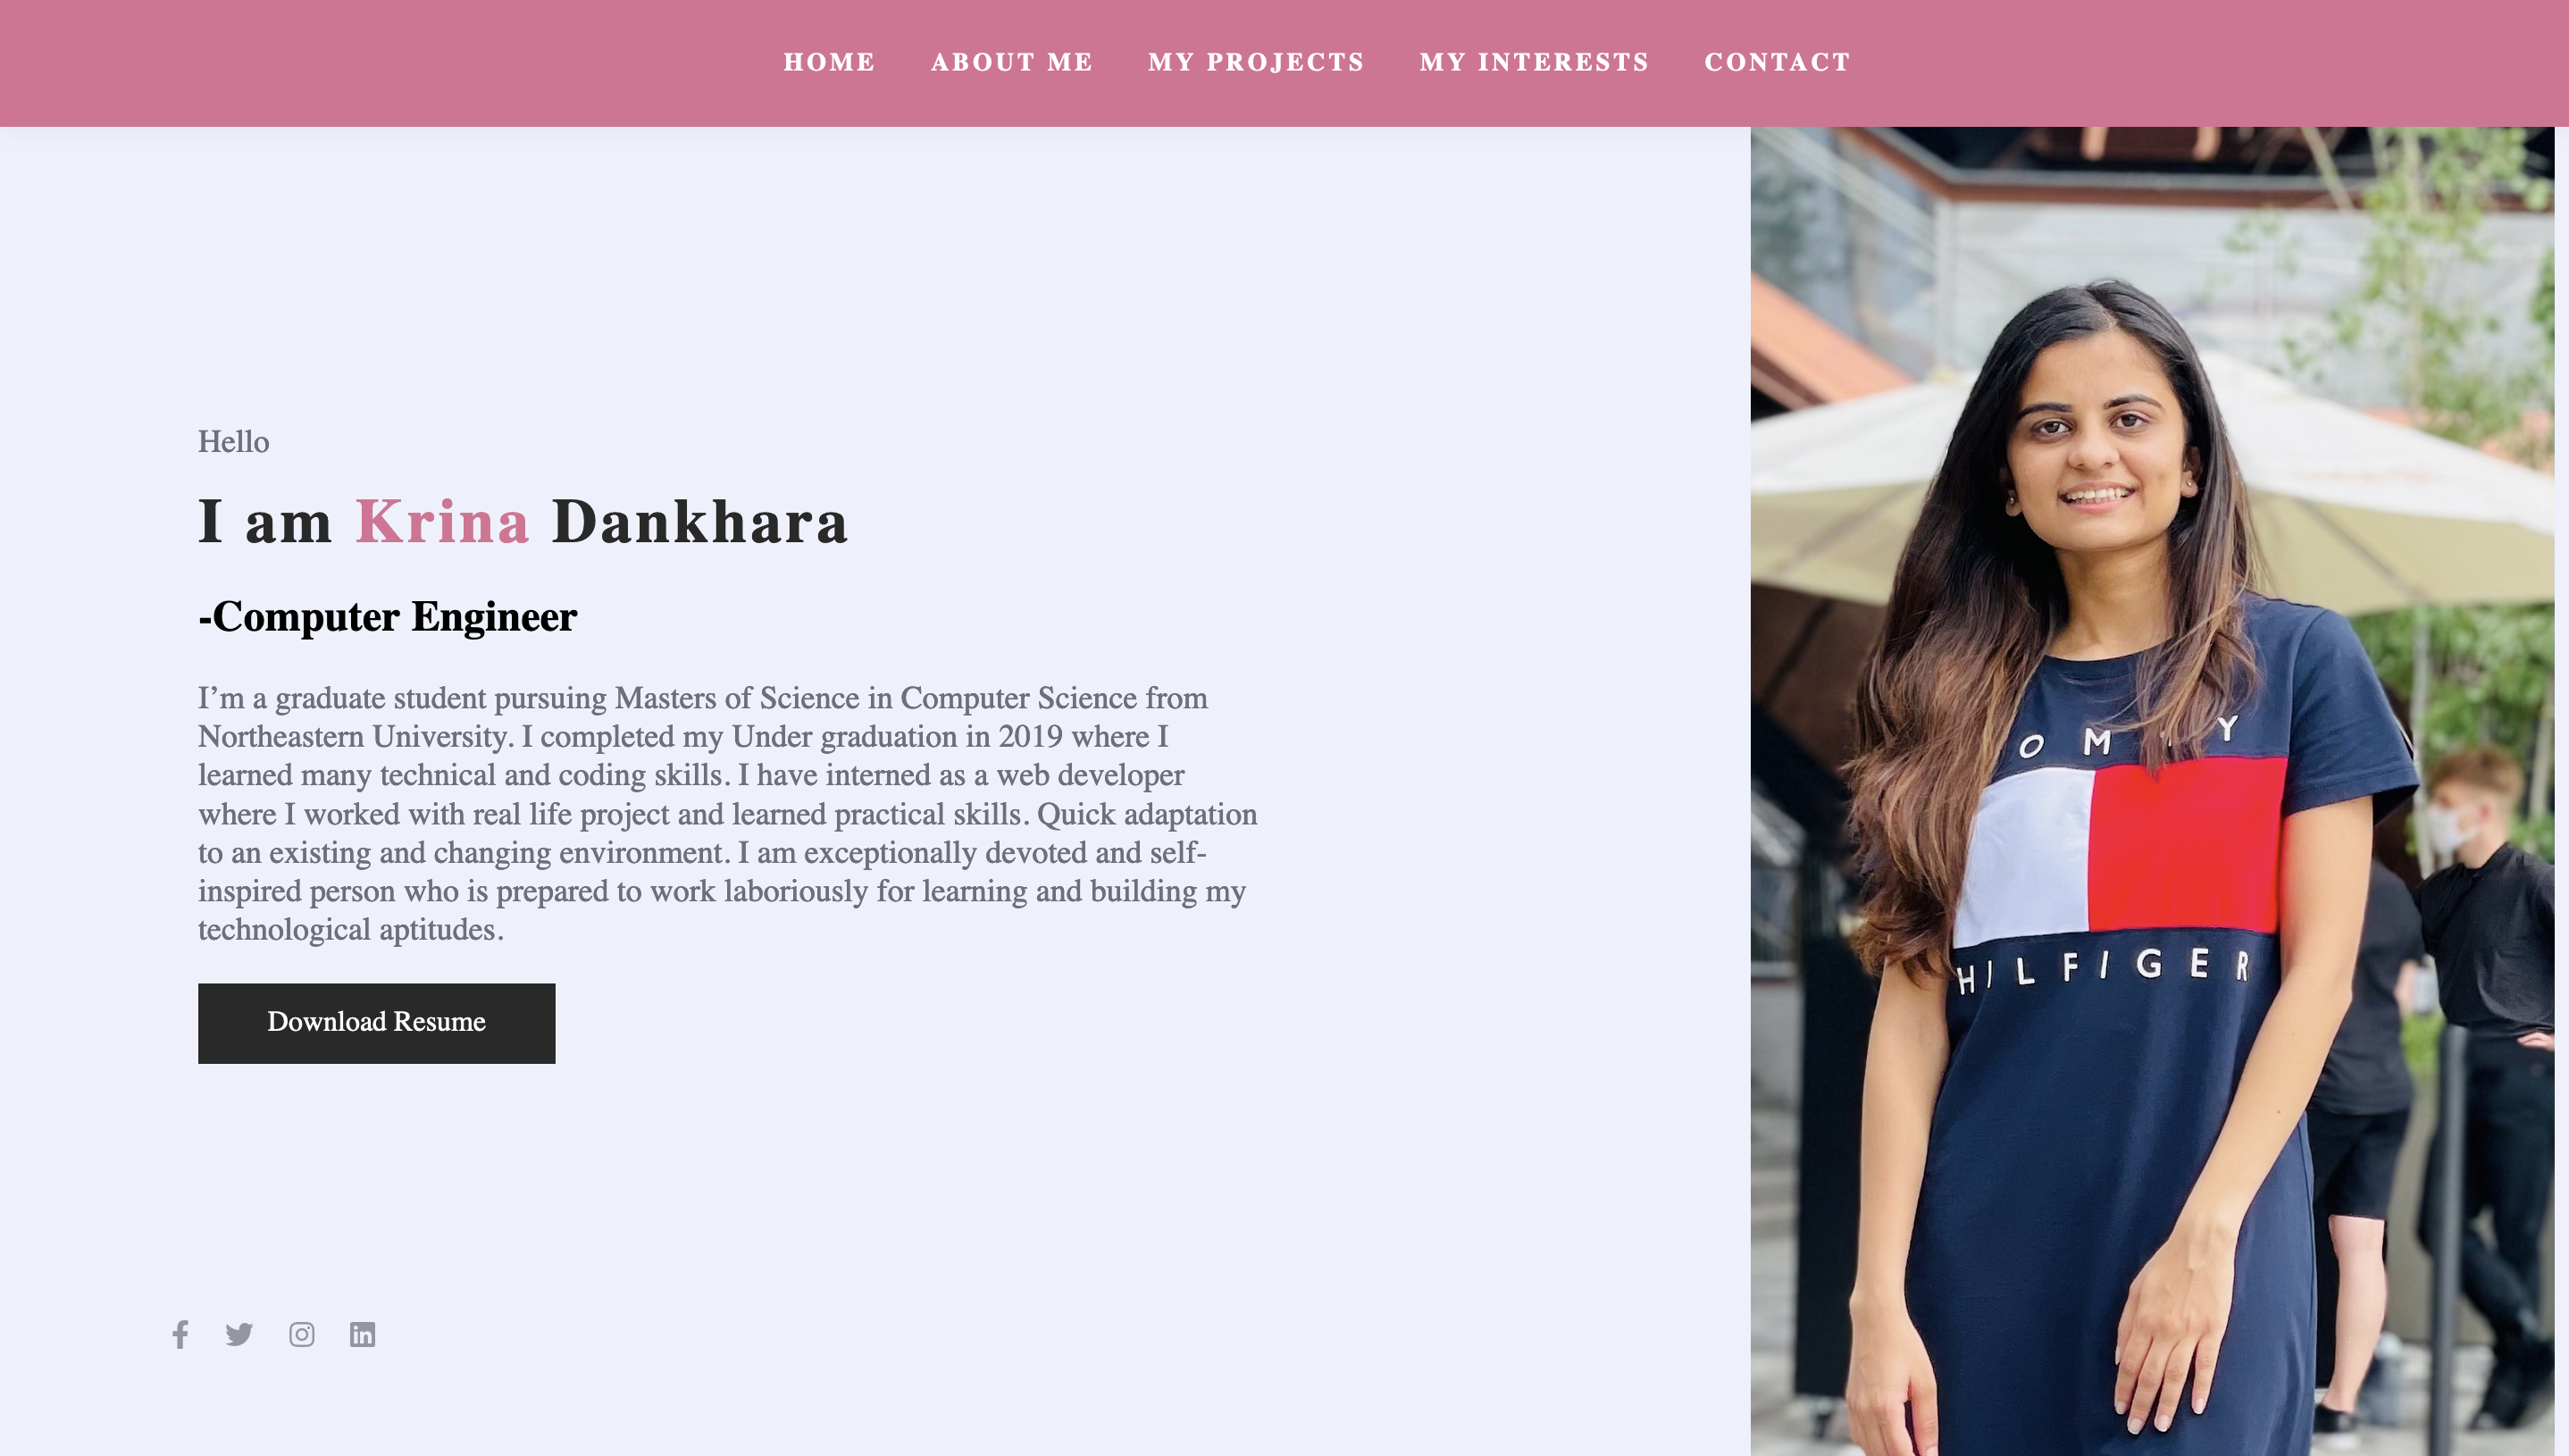 HOME ABOUT ME MY PROJECTS MY INTERESTS CONTACT
Hello
I am Krina Dankhara
-Computer Engineer
I’m a graduate student pursuing Masters of Science in Computer Science from
Northeastern University. I completed my Under graduation in 2019 where I
learned many technical and coding skills. I have interned as a web developer
where I worked with real life project and learned practical skills. Quick adaptation
to an existing and changing environment. I am exceptionally devoted and self-
inspired person who is prepared to work laboriously for learning and building my
technological aptitudes.
Download Resume
OMMY
HILFIGER